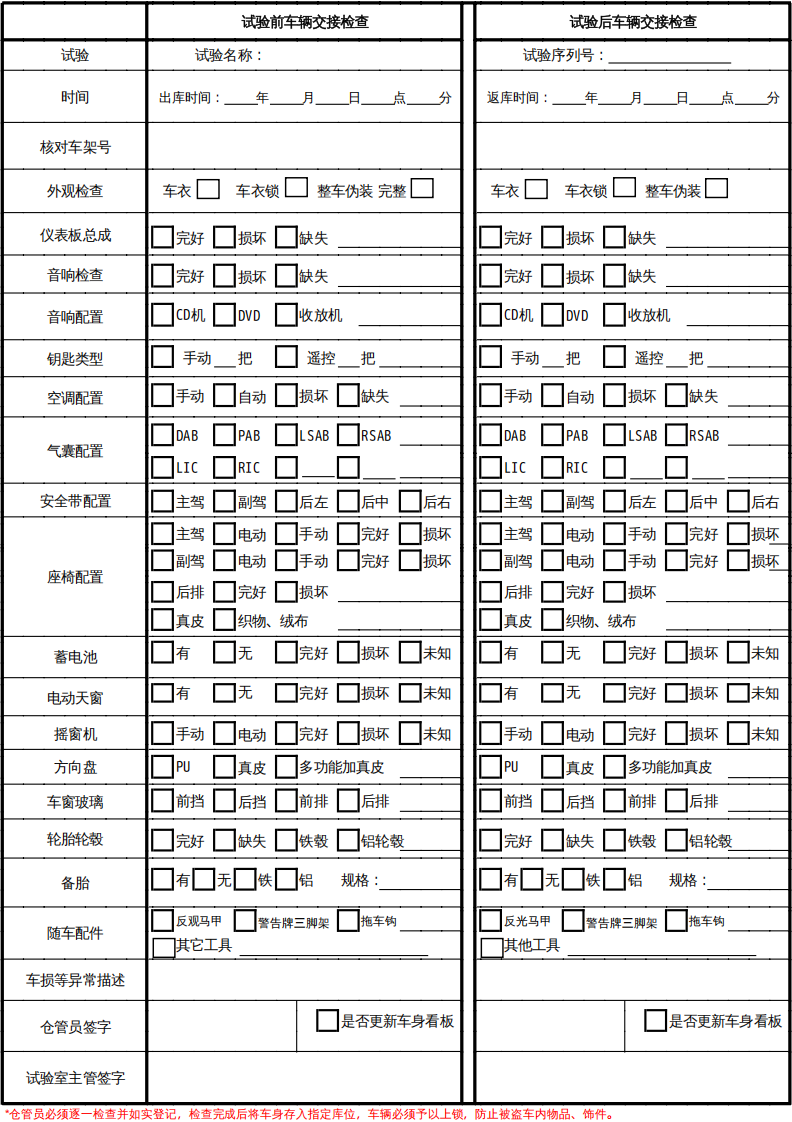 试验前车辆交接检查 试验后车辆交接检查
试验 试验名称： 试验序列号：
时间 出库时间：____年____月____日____点____分 返库时间：____年____月____日____点____分
核对车架号
外观检查 车衣 车衣锁 整车伪装 完整 车衣 车衣锁 整车伪装
仪表板总成 完好 损坏 缺失 完好 损坏 缺失
音响检查 完好 损坏 缺失 完好 损坏 缺失
音响配置 CD机 DVD 收放机 CD机 DVD 收放机
钥匙类型 手动___把 遥控___把 手动___把 遥控___把
空调配置 手动 自动 损坏 缺失 手动 自动 损坏 缺失
气囊配置 DAB PAB LSAB RSAB DAB PAB LSAB RSAB
LIC RIC LIC RIC
安全带配置 主驾 副驾 后左 后中 后右 主驾 副驾 后左 后中 后右
座椅配置 主驾 电动 手动 完好 损坏 主驾 电动 手动 完好 损坏
副驾 电动 手动 完好 损坏 副驾 电动 手动 完好 损坏
后排 完好 损坏 后排 完好 损坏
真皮 织物、绒布 真皮 织物、绒布
蓄电池 有 无 完好 损坏 未知 有 无 完好 损坏 未知
电动天窗 有 无 完好 损坏 未知 有 无 完好 损坏 未知
摇窗机 手动 电动 完好 损坏 未知 手动 电动 完好 损坏 未知
方向盘 PU 真皮 多功能加真皮 PU 真皮 多功能加真皮
车窗玻璃 前挡 后挡 前排 后排 前挡 后挡 前排 后排
轮胎轮毂 完好 缺失 铁毂 铝轮毂 完好 缺失 铁毂 铝轮毂
备胎 有 无 铁 铝 规格： 有 无 铁 铝 规格：
随车配件 反观马甲 警告牌三脚架 拖车钩 反光马甲 警告牌三脚架 拖车钩
其它工具 其他工具
车损等异常描述
仓管员签字 是否更新车身看板 是否更新车身看板
试验室主管签字
*仓管员必须逐一检查并如实登记，检查完成后将车身存入指定库位，车辆必须予以上锁，防止被盗车内物品、饰件。